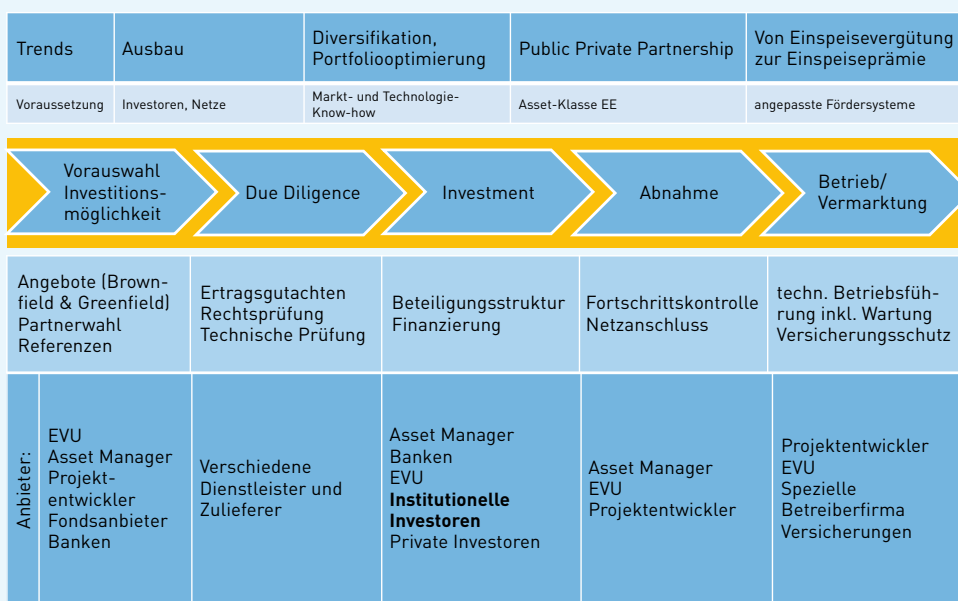 Trends
Ausbau
Diversifikation,
Portfoliooptimierung
Public Private Partnership
Von Einspeisevergütung
zur Einspeiseprämie
Voraussetzung
Investoren, Netze
Markt- und Technologie-
Know-how
Asset-Klasse EE
angepasste Fördersysteme
Vorauswahl
Investitions-
möglichkeit
Due Diligence
Investment
Abnahme
Betrieb/
Vermarktung
Angebote (Brown-
field & Greenfield)
Partnerwahl
Referenzen
Ertragsgutachten
Rechtsprüfung
Technische Prüfung
Beteiligungsstruktur
Finanzierung
Fortschrittskontrolle
Netzanschluss
techn. Betriebsfüh-
rung inkl. Wartung
Versicherungsschutz
Anbieter:
EVU
Asset Manager
Projekt-
entwickler
Fondsanbieter
Banken
Verschiedene
Dienstleister und
Zulieferer
Asset Manager
Banken
EVU
Institutionelle
Investoren
Private Investoren
Asset Manager
EVU
Projektentwickler
Projektentwickler
EVU
Spezielle
Betreiberfirma
Versicherungen